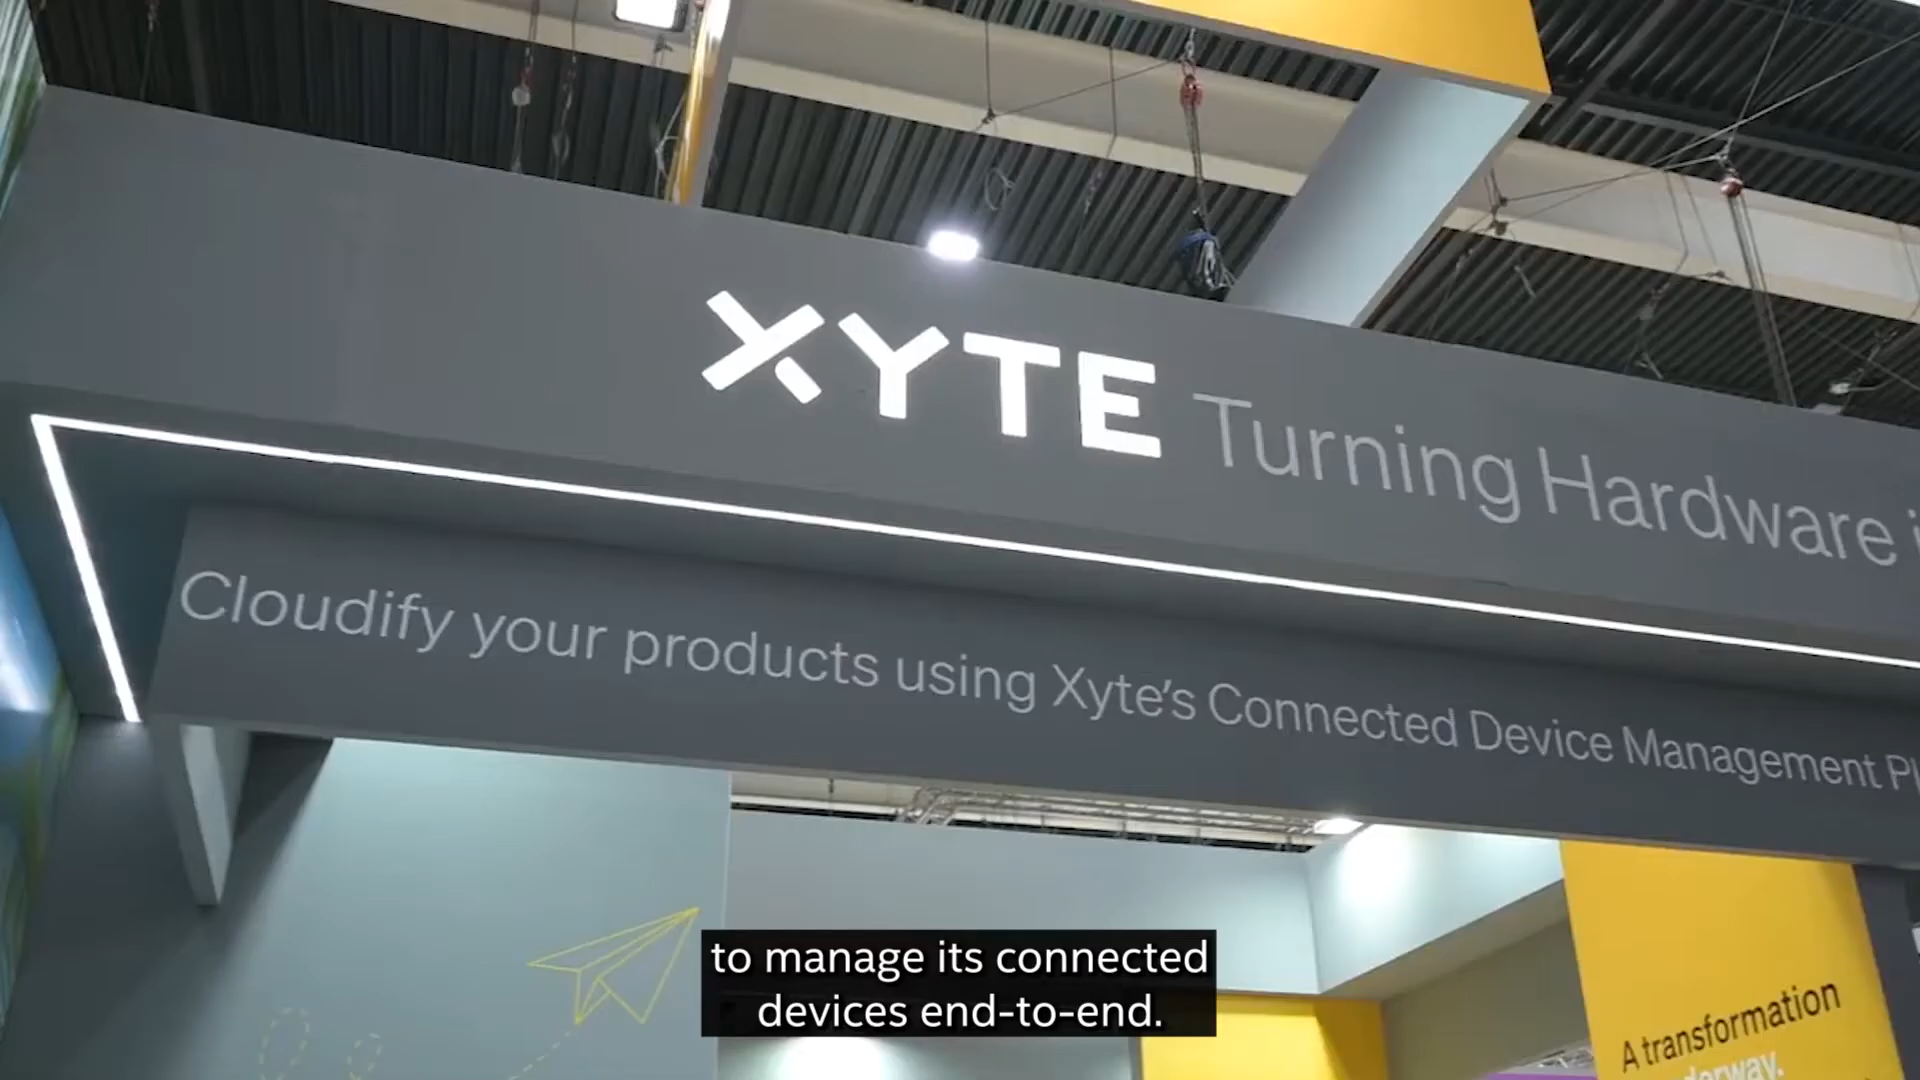 XYTE Turning Hardware
Cloudify your products using Xyte's Connected Device Management
to manage its connected
devices end-to-end.
A transformation